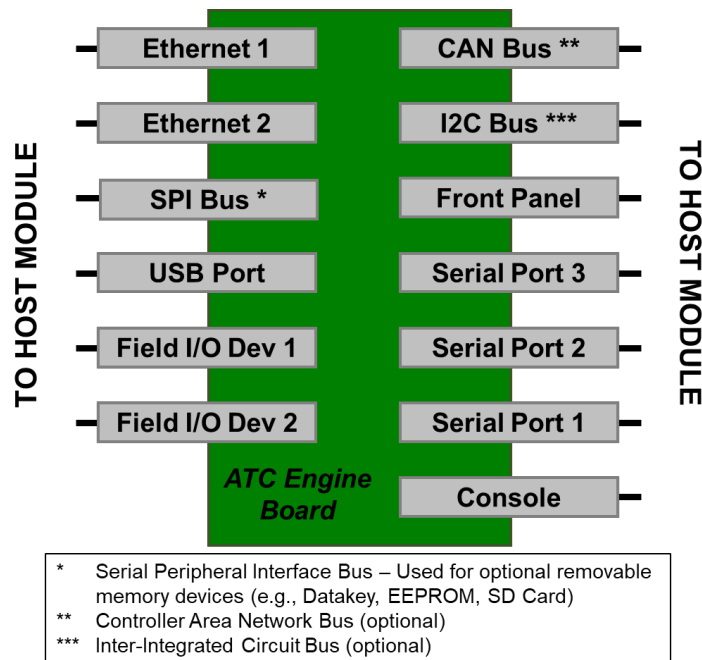 TO HOST MODULE
Ethernet 1
Ethernet 2
SPI Bus *
USB Port
Field I/O Dev 1
Field I/O Dev 2
CAN Bus **
I2C Bus ***
Front Panel
Serial Port 3
Serial Port 2
Serial Port 1
Console
TO HOST MODULE
ATC Engine
Board
* Serial Peripheral Interface Bus – Used for optional removable
memory devices (e.g., Datakey, EEPROM, SD Card)
** Controller Area Network Bus (optional)
*** Inter-Integrated Circuit Bus (optional)